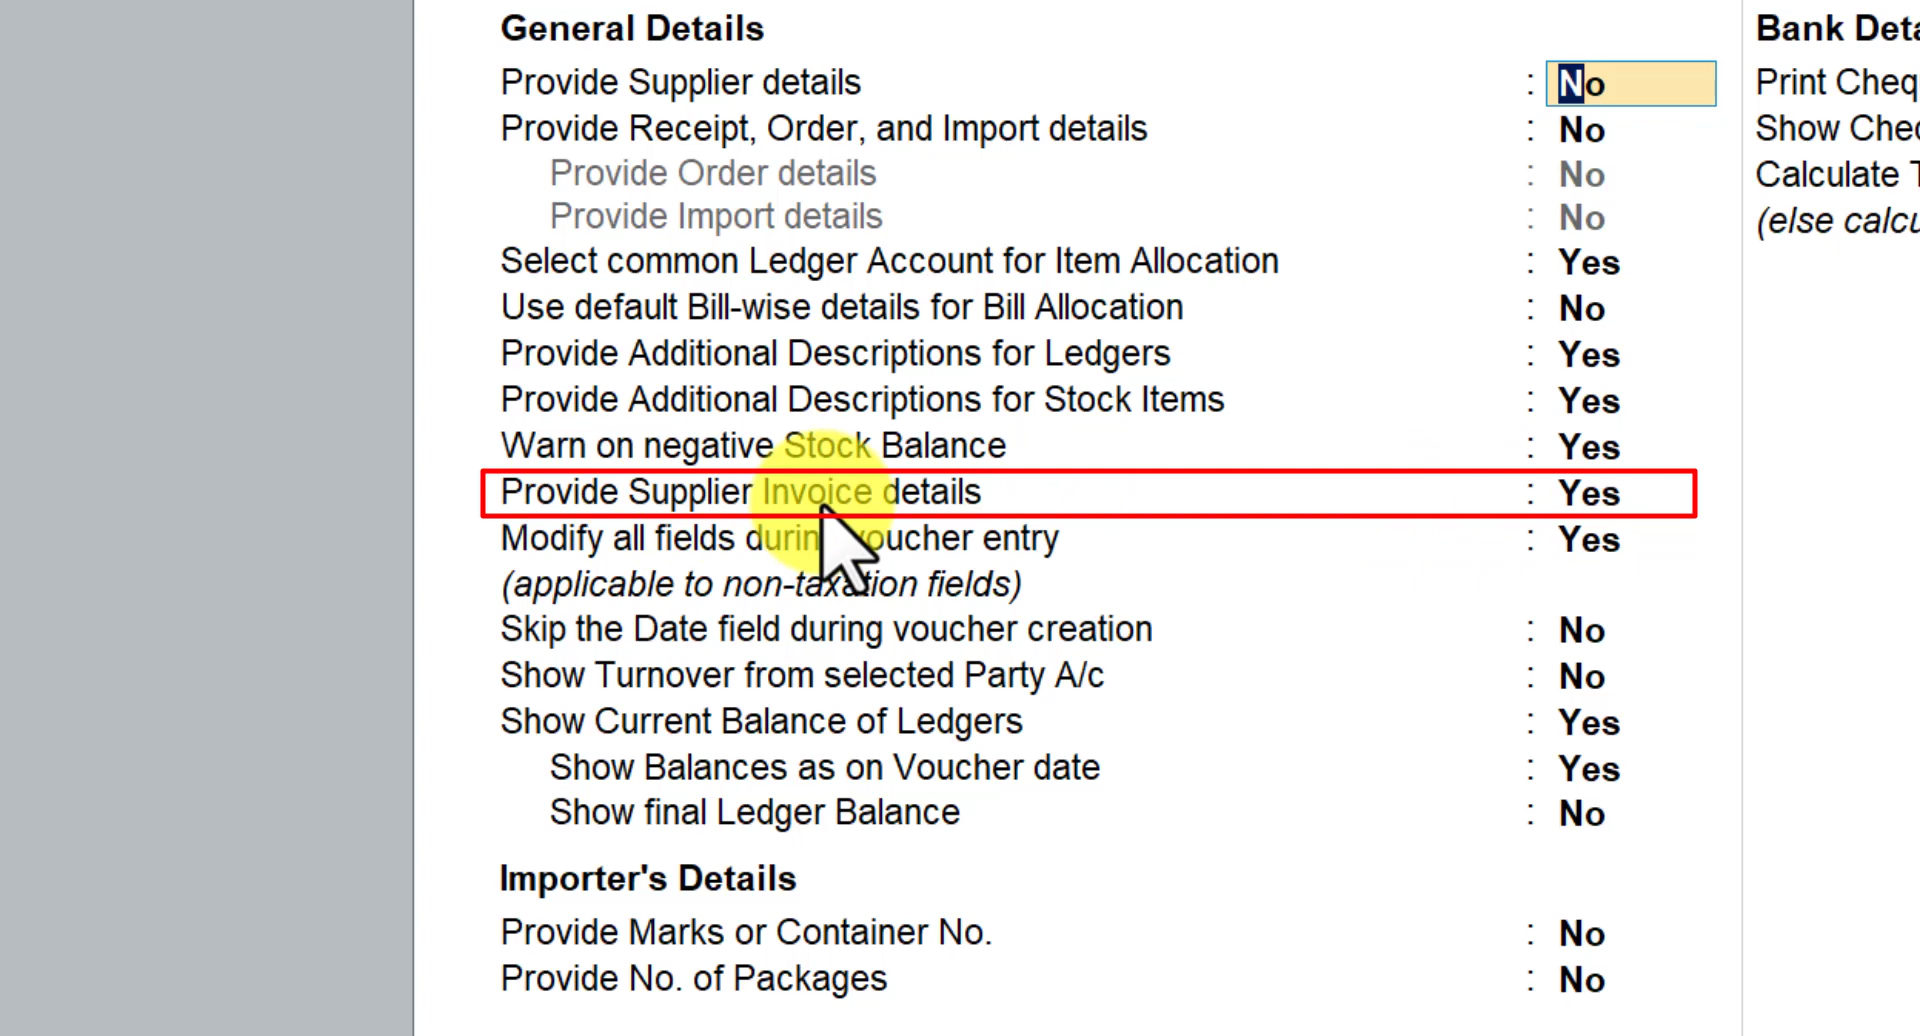 General Details
Provide Supplier details : No
Provide Receipt, Order, and Import details : No
Provide Order details : No
Provide Import details : No
Select common Ledger Account for Item Allocation : Yes
Use default Bill-wise details for Bill Allocation : No
Provide Additional Descriptions for Ledgers : Yes
Provide Additional Descriptions for Stock Items : Yes
Warn on negative Stock Balance : Yes
Provide Supplier Invoice details : Yes
Modify all fields during voucher entry : Yes
(applicable to non-taxation fields)
Skip the Date field during voucher creation : No
Show Turnover from selected Party A/c : No
Show Current Balance of Ledgers : Yes
Show Balances as on Voucher date : Yes
Show final Ledger Balance : No
Importer's Details
Provide Marks or Container No. : No
Provide No. of Packages : No
Bank
Print
Show
Calculate
(else